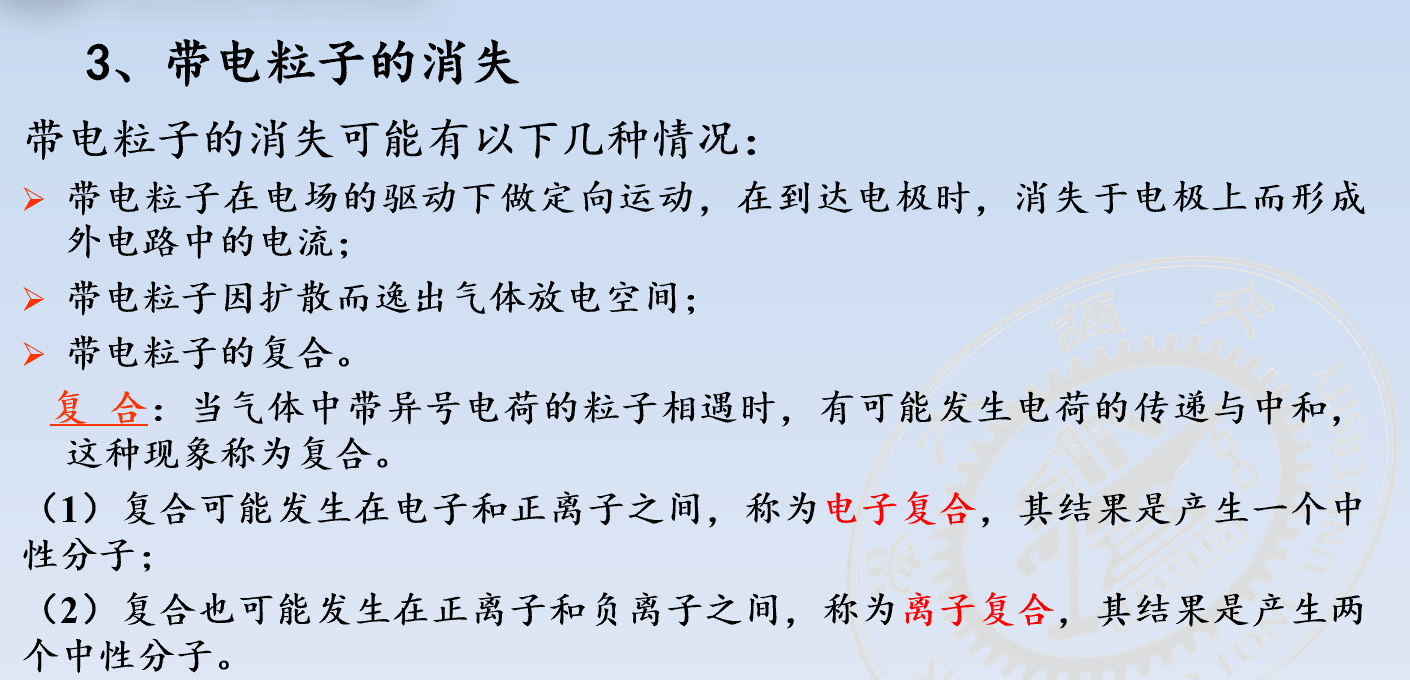 3、带电粒子的消失
带电粒子的消失可能有以下几种情况：
➢ 带电粒子在电场的驱动下做定向运动，在到达电极时，消失于电极上而形成
外电路中的电流；
➢ 带电粒子因扩散而逸出气体放电空间；
➢ 带电粒子的复合。
复 合：当气体中带异号电荷的粒子相遇时，有可能发生电荷的传递与中和，
这种现象称为复合。
（1）复合可能发生在电子和正离子之间，称为电子复合，其结果是产生一个中
性分子；
（2）复合也可能发生在正离子和负离子之间，称为离子复合，其结果是产生两
个中性分子。